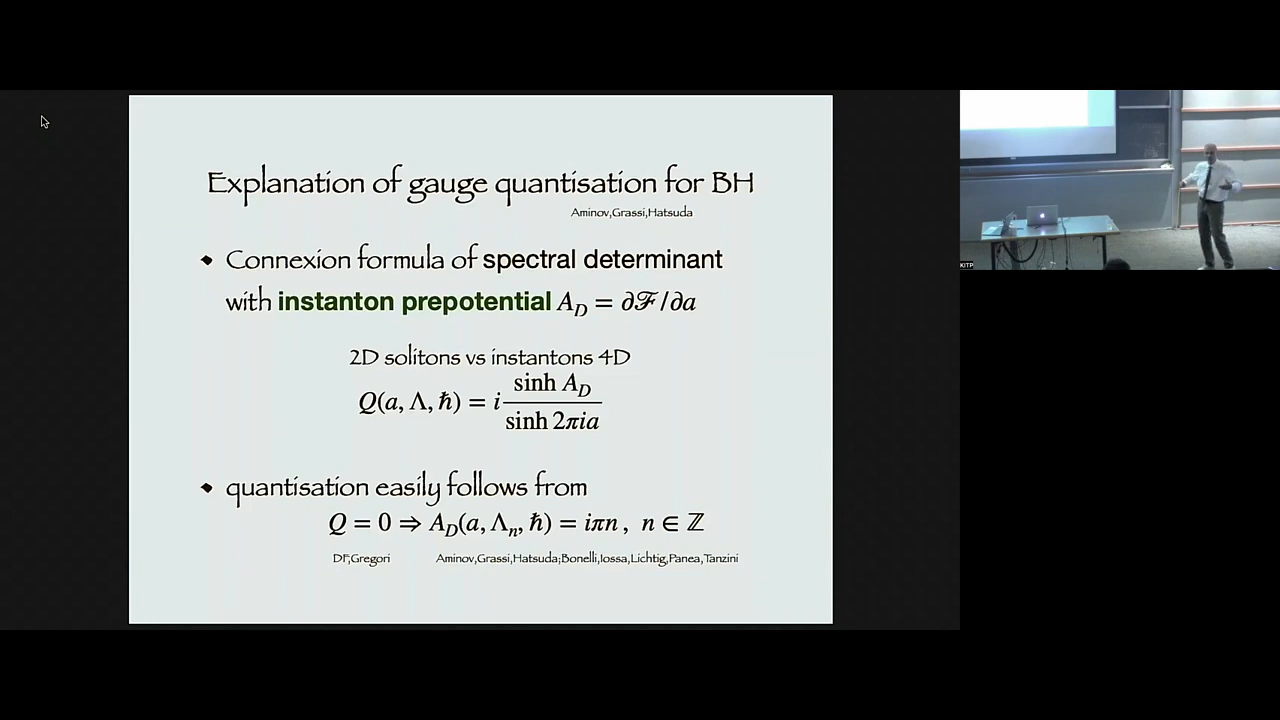 Explanation of gauge quantisation for BH
Aminov,Grassi,Hatsuda
Connexion formula of spectral determinant
with instanton prepotential A_D = ∂ℱ/∂a
2D solitons vs instantons 4D
Q(a, Λ, ħ) = i sinh A_D / sinh 2πia
quantisation easily follows from
Q = 0 ⇒ A_D(a, Λ_n, ħ) = iπn , n ∈ ℤ
DF,Gregori Aminov,Grassi,Hatsuda;Bonelli,Iossa,Lichtig,Panea,Tanzini
KITP